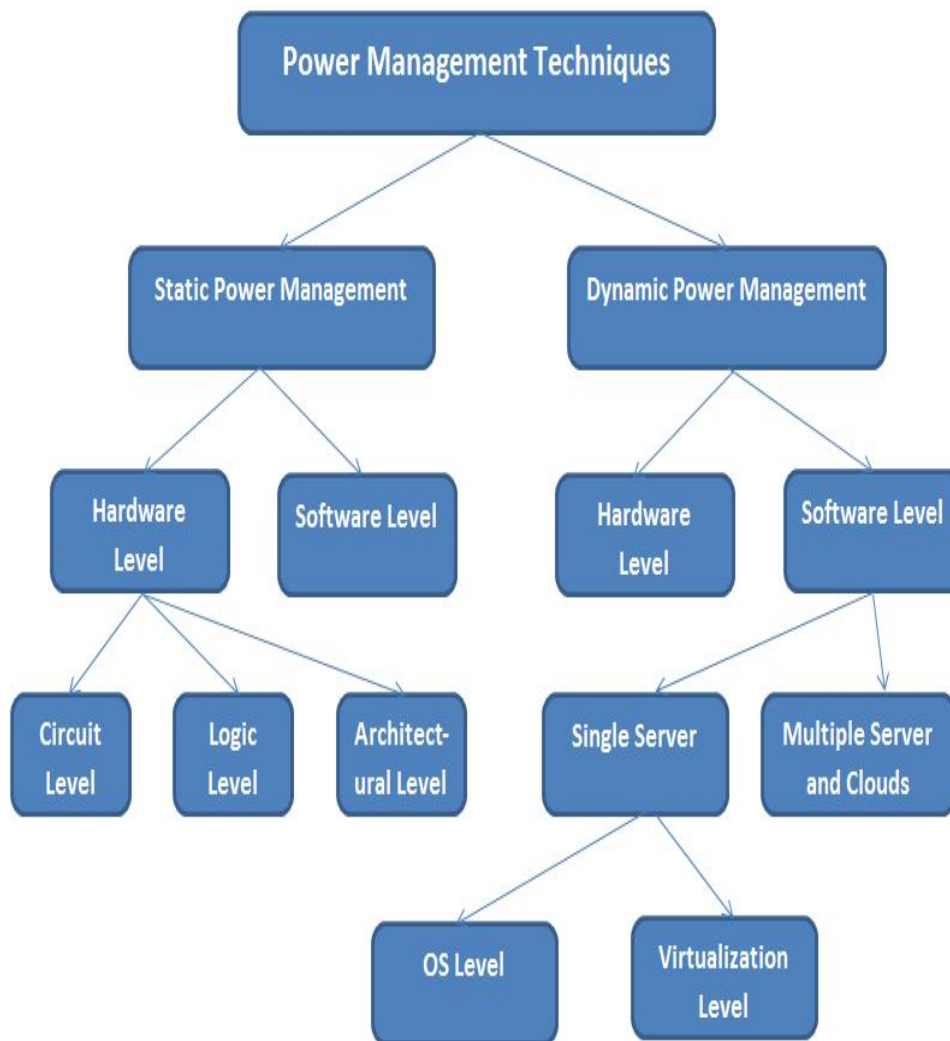 Power Management Techniques
Static Power Management
Dynamic Power Management
Hardware
Level
Software Level
Hardware
Level
Software Level
Circuit
Level
Logic
Level
Architect-
ural Level
Single Server
Multiple Server
and Clouds
OS Level
Virtualization
Level